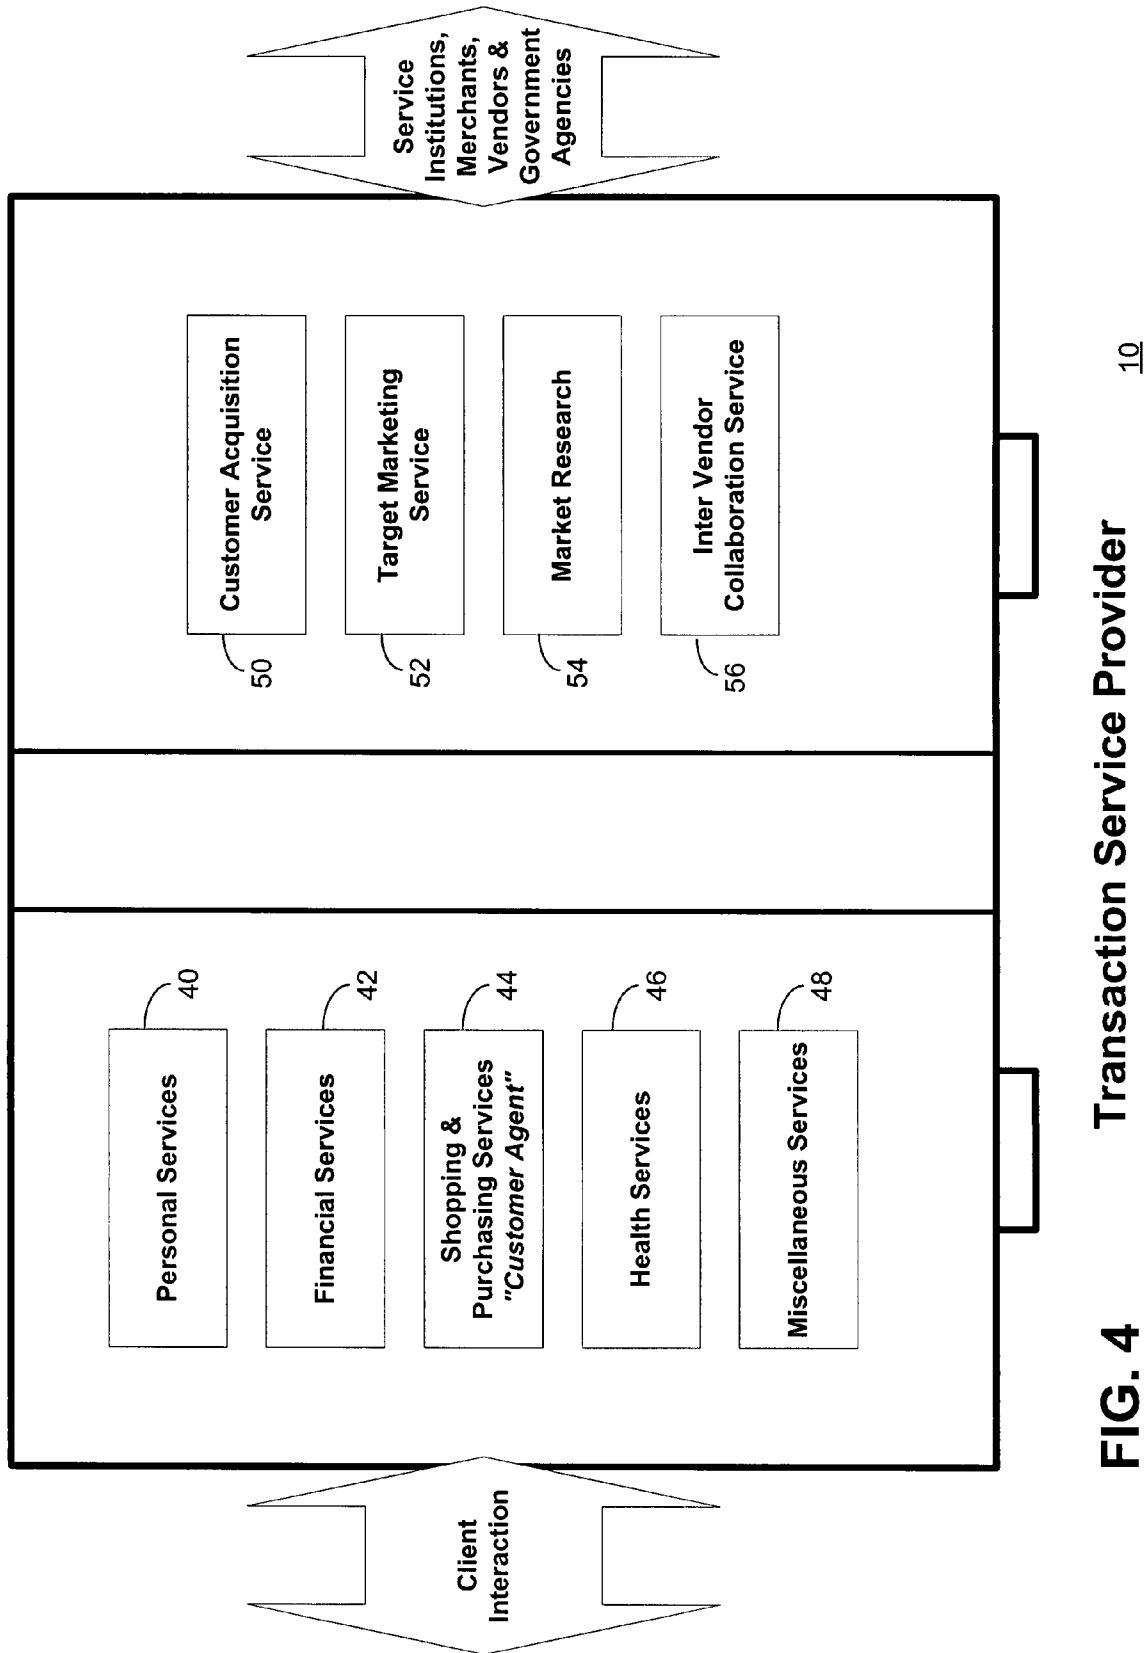 Client
Interaction
Personal Services
40
Financial Services
42
Shopping &
Purchasing Services
"Customer Agent"
44
Health Services
46
Miscellaneous Services
48
Customer Acquisition
Service
50
Target Marketing
Service
52
Market Research
54
Inter Vendor
Collaboration Service
56
Service
Institutions,
Merchants,
Vendors &
Government
Agencies
FIG. 4
Transaction Service Provider
10